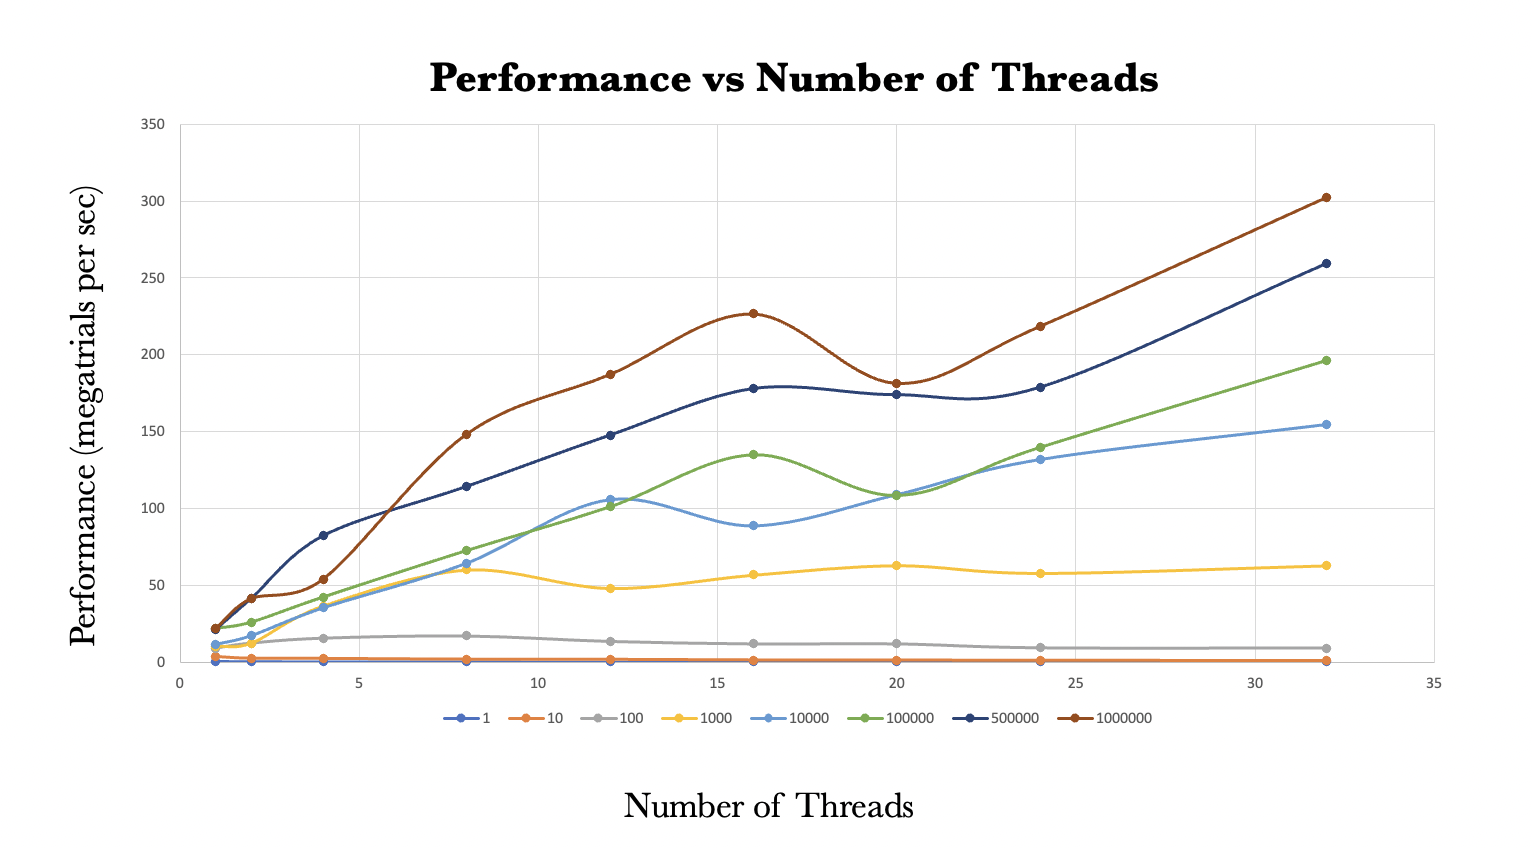 Performance vs Number of Threads
Performance (megatrials per sec)
350
300
250
200
150
100
50
0
0 5 10 15 20 25 30 35
1 10 100 1000 10000 100000 500000 1000000
Number of Threads